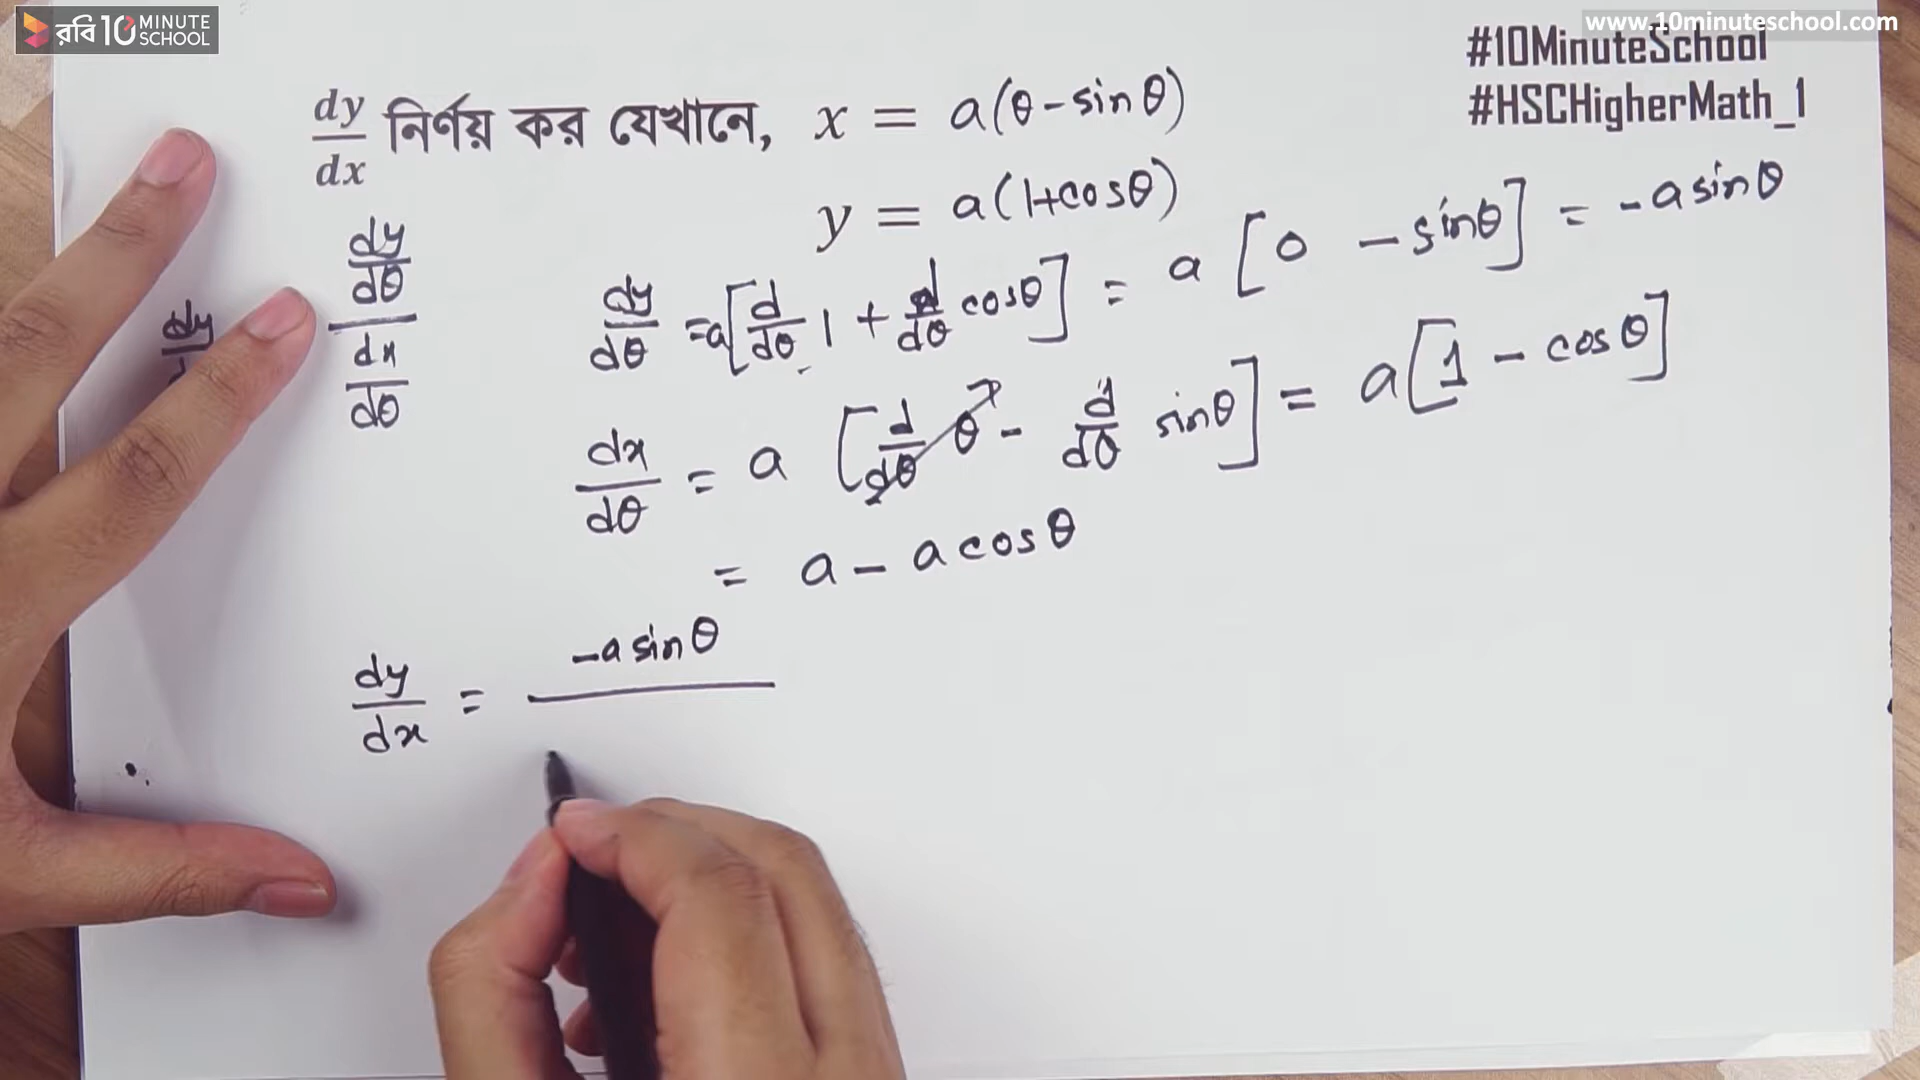 রবি 10 MINUTE SCHOOL
www.10minuteschool.com
#10MinuteSchool
#HSCHigherMath_1
dy/dx নির্ণয় কর যেখানে, x = a(θ-sinθ)
y = a(1+cosθ)
dy/dθ / dx/dθ
dy
dy/dθ = a[d/dθ 1 + d/dθ cosθ] = a[0 - sinθ] = -a sinθ
dx/dθ = a [d/dθ θ - d/dθ sinθ] = a[1 - cosθ]
= a - a cosθ
dy/dx = -a sinθ